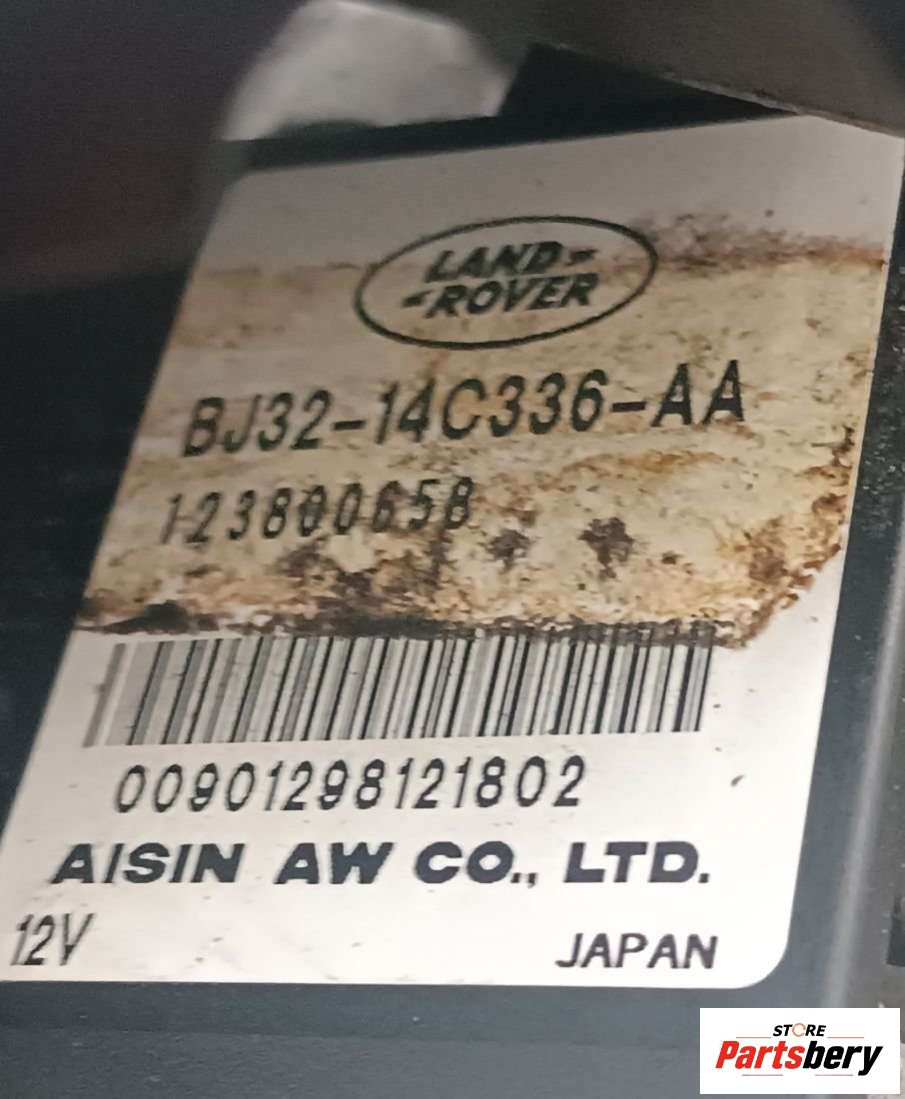 LAND-
-ROVER
BJ32-14C336-AA
123800658
00901298121802
AISIN AW CO., LTD.
12V
JAPAN
STORE
Partsbery